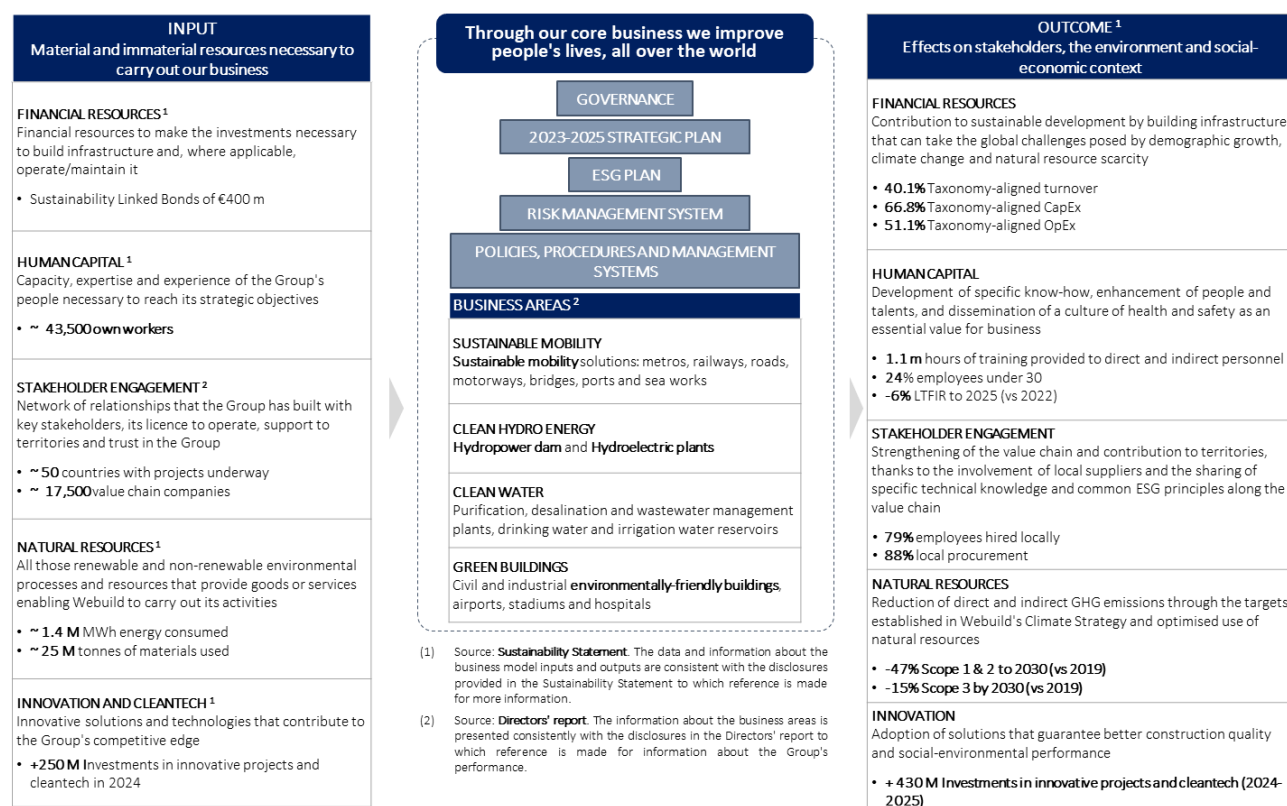 INPUT
Material and immaterial resources necessary to
carry out our business
FINANCIAL RESOURCES 1
Financial resources to make the investments necessary
to build infrastructure and, where applicable,
operate/maintain it
• Sustainability Linked Bonds of €400 m
HUMAN CAPITAL 1
Capacity, expertise and experience of the Group's
people necessary to reach its strategic objectives
• ~ 43,500 own workers
STAKEHOLDER ENGAGEMENT 2
Network of relationships that the Group has built with
key stakeholders, its licence to operate, support to
territories and trust in the Group
• ~ 50 countries with projects underway
• ~ 17,500 value chain companies
NATURAL RESOURCES 1
All those renewable and non-renewable environmental
processes and resources that provide goods or services
enabling Webuild to carry out its activities
• ~ 1.4 M MWh energy consumed
• ~ 25 M tonnes of materials used
INNOVATION AND CLEANTECH 1
Innovative solutions and technologies that contribute to
the Group's competitive edge
• +250 M Investments in innovative projects and
cleantech in 2024
Through our core business we improve
people's lives, all over the world
GOVERNANCE
2023-2025 STRATEGIC PLAN
ESG PLAN
RISK MANAGEMENT SYSTEM
POLICIES, PROCEDURES AND MANAGEMENT
SYSTEMS
BUSINESS AREAS 2
SUSTAINABLE MOBILITY
Sustainable mobility solutions: metros, railways, roads,
motorways, bridges, ports and sea works
CLEAN HYDRO ENERGY
Hydropower dam and Hydroelectric plants
CLEAN WATER
Purification, desalination and wastewater management
plants, drinking water and irrigation water reservoirs
GREEN BUILDINGS
Civil and industrial environmentally-friendly buildings,
airports, stadiums and hospitals
(1) Source: Sustainability Statement. The data and information about the
business model inputs and outputs are consistent with the disclosures
provided in the Sustainability Statement to which reference is made
for more information.
(2) Source: Directors' report. The information about the business areas is
presented consistently with the disclosures in the Directors' report to
which reference is made for information about the Group's
performance.
OUTCOME 1
Effects on stakeholders, the environment and social-
economic context
FINANCIAL RESOURCES
Contribution to sustainable development by building infrastructure
that can take the global challenges posed by demographic growth,
climate change and natural resource scarcity
• 40.1% Taxonomy-aligned turnover
• 66.8% Taxonomy-aligned CapEx
• 51.1% Taxonomy-aligned OpEx
HUMAN CAPITAL
Development of specific know-how, enhancement of people and
talents, and dissemination of a culture of health and safety as an
essential value for business
• 1.1 m hours of training provided to direct and indirect personnel
• 24% employees under 30
• -6% LTFIR to 2025 (vs 2022)
STAKEHOLDER ENGAGEMENT
Strengthening of the value chain and contribution to territories,
thanks to the involvement of local suppliers and the sharing of
specific technical knowledge and common ESG principles along the
value chain
• 79% employees hired locally
• 88% local procurement
NATURAL RESOURCES
Reduction of direct and indirect GHG emissions through the targets
established in Webuild's Climate Strategy and optimised use of
natural resources
• -47% Scope 1 & 2 to 2030 (vs 2019)
• -15% Scope 3 by 2030 (vs 2019)
INNOVATION
Adoption of solutions that guarantee better construction quality
and social-environmental performance
• + 430 M Investments in innovative projects and cleantech (2024-
2025)